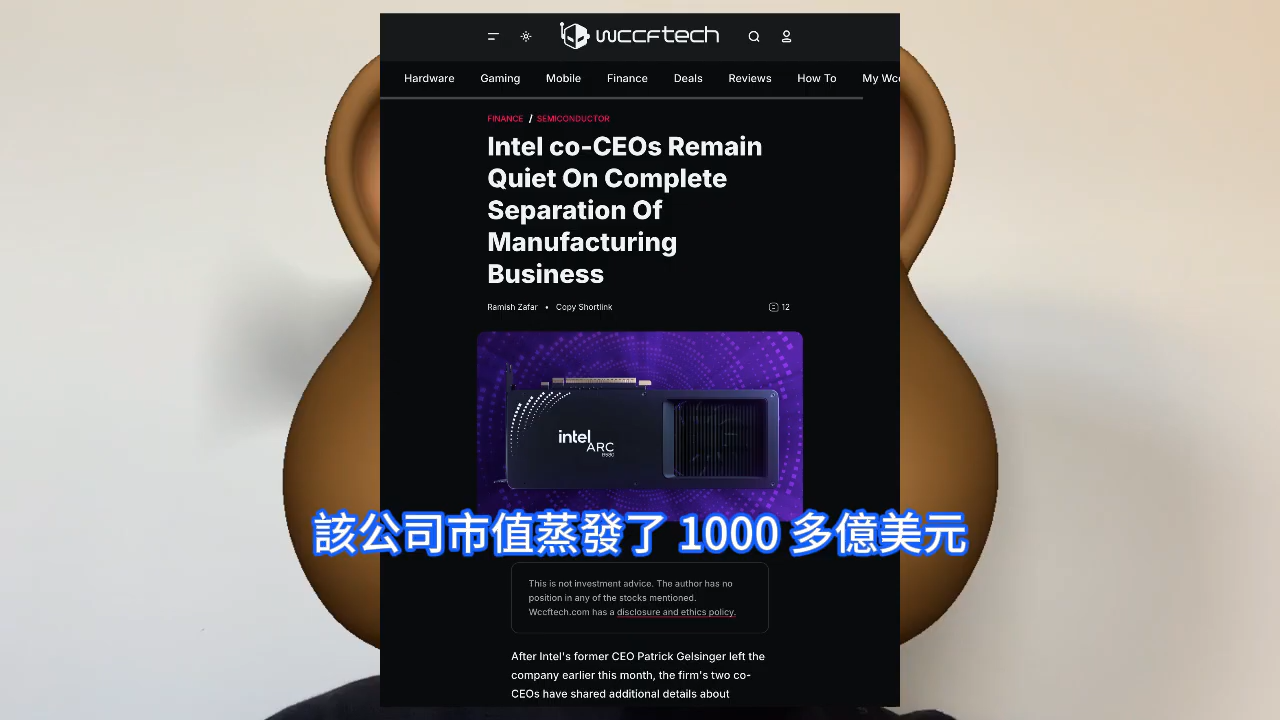 wccftech
Hardware Gaming Mobile Finance Deals Reviews How To My Wcc
FINANCE / SEMICONDUCTOR
Intel co-CEOs Remain
Quiet On Complete
Separation Of
Manufacturing
Business
Ramish Zafar • Copy Shortlink 12
intel
ARC
該公司市值蒸發了 1000 多億美元
This is not investment advice. The author has no
position in any of the stocks mentioned.
Wccftech.com has a disclosure and ethics policy.
After Intel's former CEO Patrick Gelsinger left the
company earlier this month, the firm's two co-
CEOs have shared additional details about